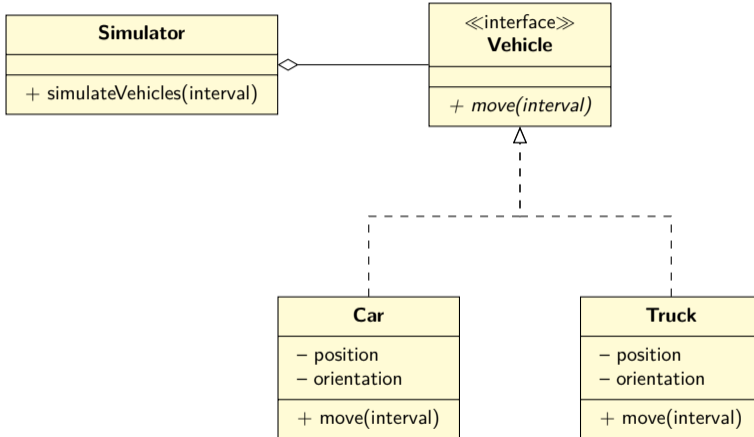 Simulator
+ simulateVehicles(interval)
≪interface≫
Vehicle
+ move(interval)
Car
– position
– orientation
+ move(interval)
Truck
– position
– orientation
+ move(interval)